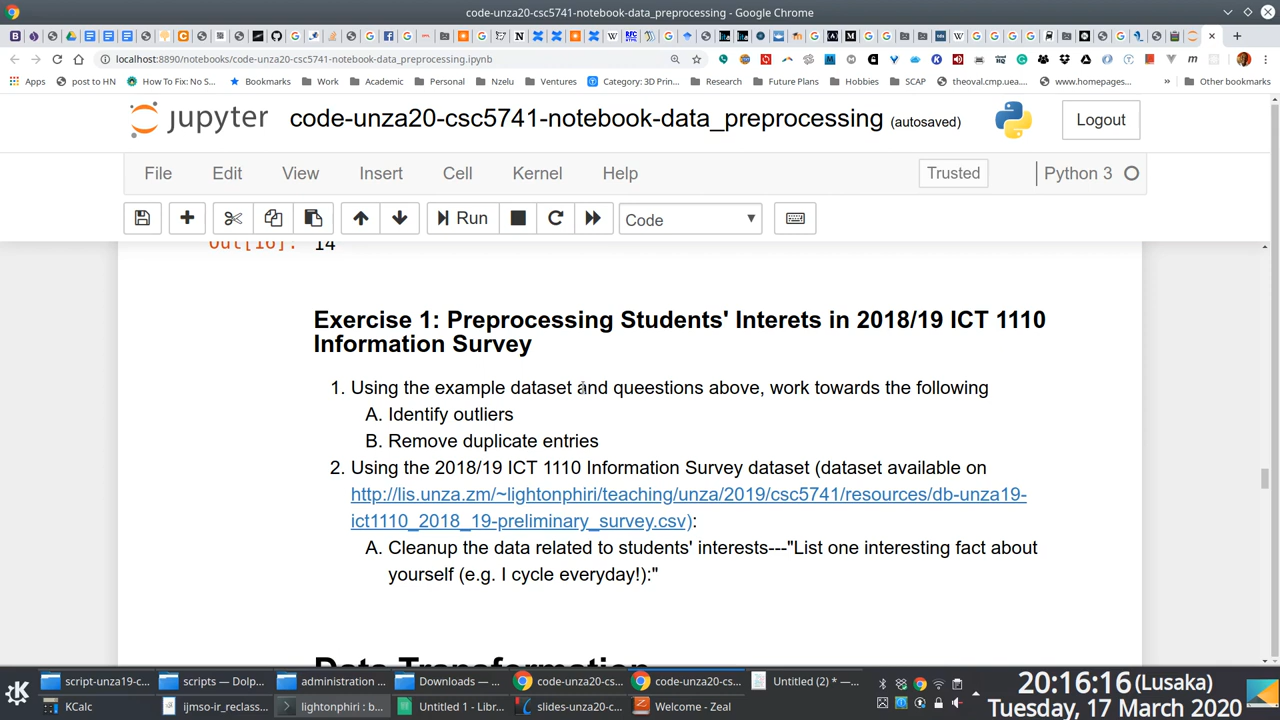 code-unza20-csc5741-notebook-data_preprocessing - Google Chrome
localhost:8890/notebooks/code-unza20-csc5741-notebook-data_preprocessing.ipynb
Apps post to HN How To Fix: No S... Bookmarks Work Academic Personal Nzelu Ventures Category: 3D Prin... Research Future Plans Hobbies SCAP theoval.cmp.uea... www.homepages... » Other bookmarks
jupyter code-unza20-csc5741-notebook-data_preprocessing (autosaved) Logout
File Edit View Insert Cell Kernel Help Trusted Python 3
Run Code
Out[16]: 14
Exercise 1: Preprocessing Students' Interets in 2018/19 ICT 1110
Information Survey
1. Using the example dataset and queestions above, work towards the following
A. Identify outliers
B. Remove duplicate entries
2. Using the 2018/19 ICT 1110 Information Survey dataset (dataset available on
http://lis.unza.zm/~lightonphiri/teaching/unza/2019/csc5741/resources/db-unza19-
ict1110_2018_19-preliminary_survey.csv):
A. Cleanup the data related to students' interests---"List one interesting fact about
yourself (e.g. I cycle everyday!):"
Data Transformation
script-unza19-c... scripts — Dolp... administration ... Downloads — ... code-unza20-cs... code-unza20-cs... Untitled (2) * —... 20:16:16 (Lusaka)
KCalc ijmso-ir_reclass... lightonphiri : b... Untitled 1 - Libr... slides-unza20-c... Welcome - Zeal Tuesday, 17 March 2020